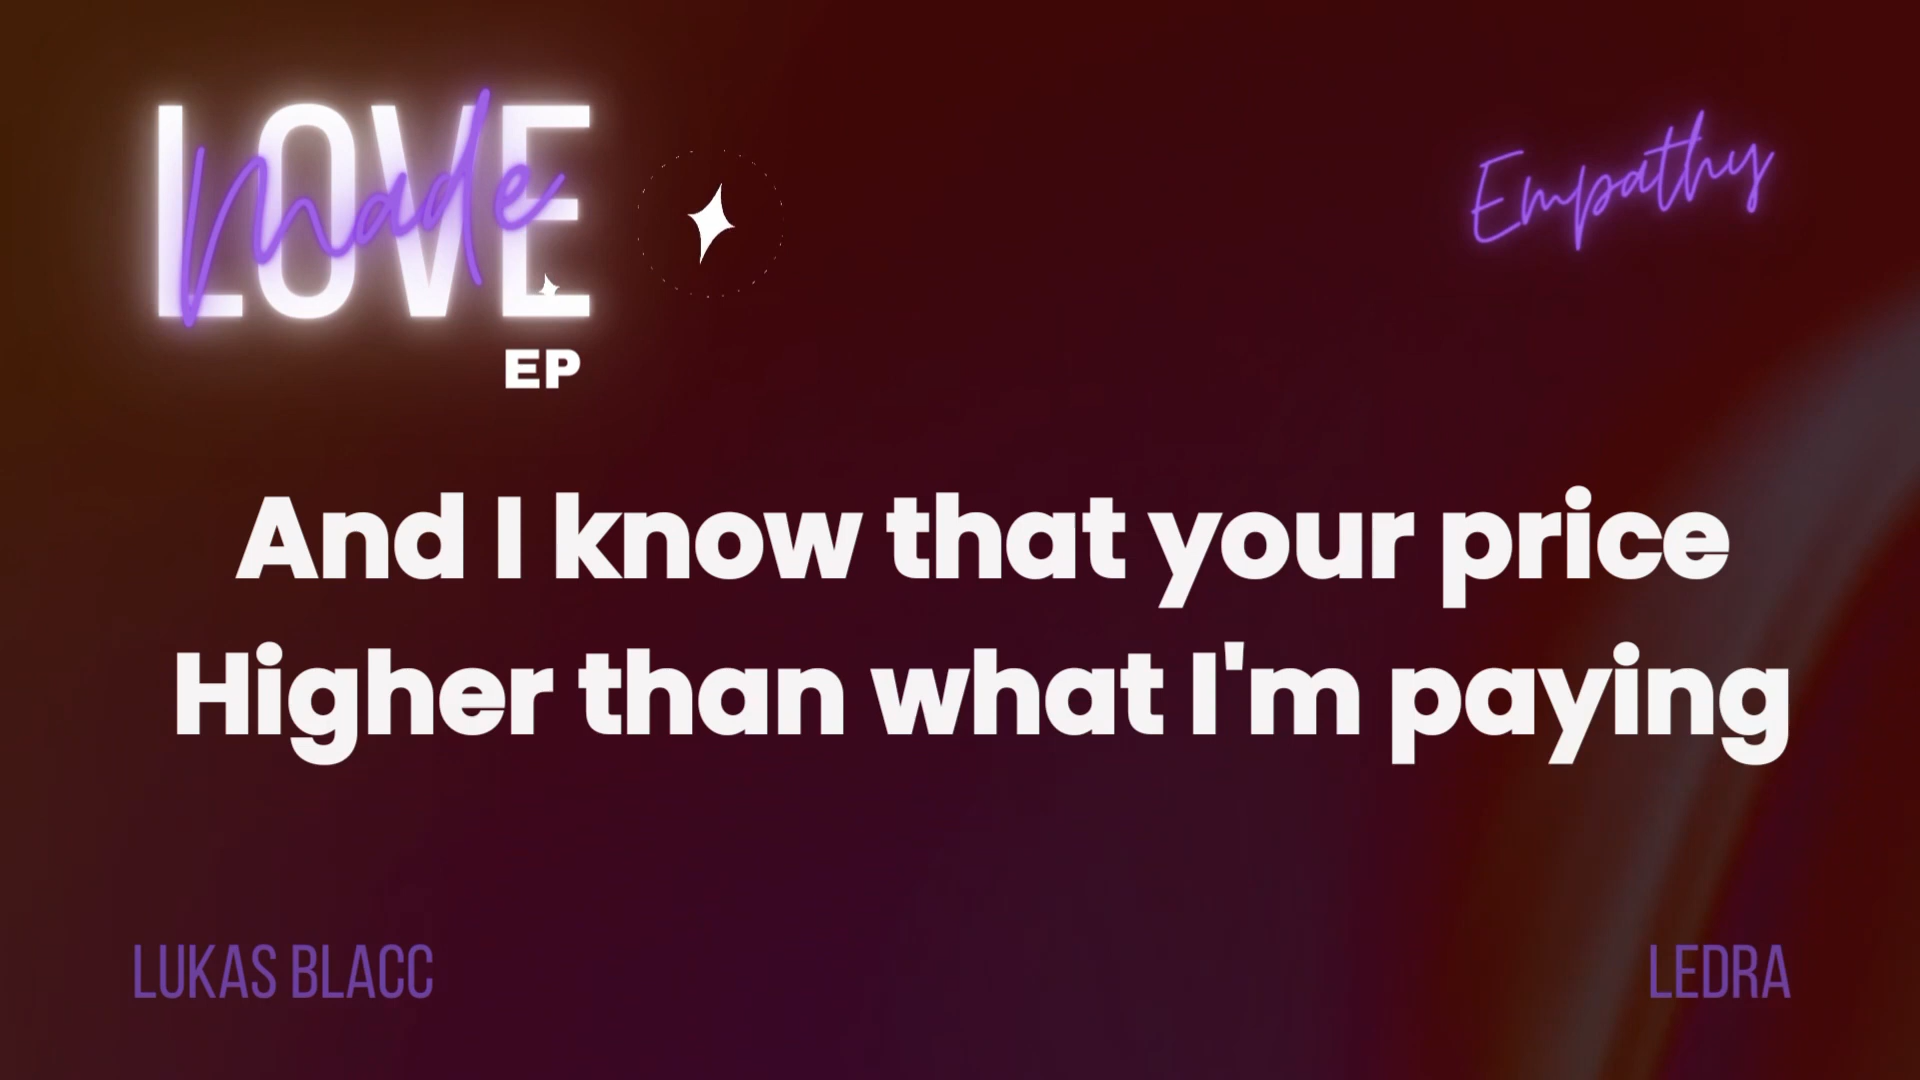 LOVE
Made
EP
Empathy
And I know that your price
Higher than what I'm paying
LUKAS BLACC
LEDRA